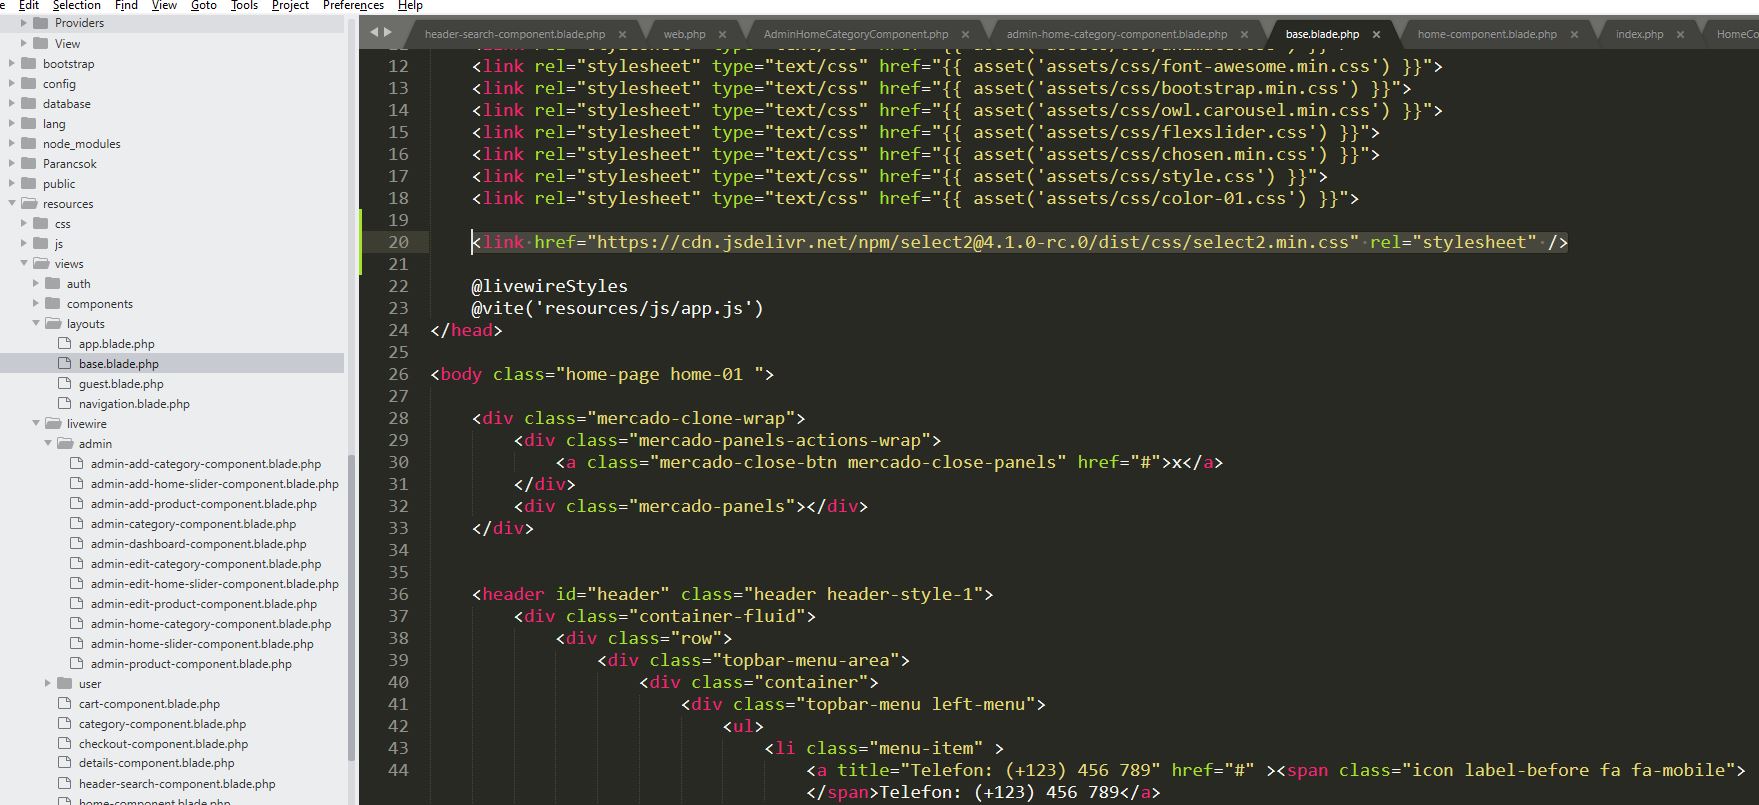 Edit Selection Find View Goto Tools Project Preferences Help
Providers
View
bootstrap
config
database
lang
node_modules
Parancsok
public
resources
css
js
views
auth
components
layouts
app.blade.php
base.blade.php
guest.blade.php
navigation.blade.php
livewire
admin
admin-add-category-component.blade.php
admin-add-home-slider-component.blade.php
admin-add-product-component.blade.php
admin-category-component.blade.php
admin-dashboard-component.blade.php
admin-edit-category-component.blade.php
admin-edit-home-slider-component.blade.php
admin-edit-product-component.blade.php
admin-home-category-component.blade.php
admin-home-slider-component.blade.php
admin-product-component.blade.php
user
cart-component.blade.php
category-component.blade.php
checkout-component.blade.php
details-component.blade.php
header-search-component.blade.php
home-component.blade.php
header-search-component.blade.php × web.php × AdminHomeCategoryComponent.php × admin-home-category-component.blade.php × base.blade.php × home-component.blade.php × index.php × HomeCo
12 <link rel="stylesheet" type="text/css" href="{{ asset('assets/css/font-awesome.min.css') }}">
13 <link rel="stylesheet" type="text/css" href="{{ asset('assets/css/bootstrap.min.css') }}">
14 <link rel="stylesheet" type="text/css" href="{{ asset('assets/css/owl.carousel.min.css') }}">
15 <link rel="stylesheet" type="text/css" href="{{ asset('assets/css/flexslider.css') }}">
16 <link rel="stylesheet" type="text/css" href="{{ asset('assets/css/chosen.min.css') }}">
17 <link rel="stylesheet" type="text/css" href="{{ asset('assets/css/style.css') }}">
18 <link rel="stylesheet" type="text/css" href="{{ asset('assets/css/color-01.css') }}">
19
20 <link href="https://cdn.jsdelivr.net/npm/select2@4.1.0-rc.0/dist/css/select2.min.css" rel="stylesheet" />
21
22 @livewireStyles
23 @vite('resources/js/app.js')
24 </head>
25
26 <body class="home-page home-01 ">
27
28 <div class="mercado-clone-wrap">
29 <div class="mercado-panels-actions-wrap">
30 <a class="mercado-close-btn mercado-close-panels" href="#">x</a>
31 </div>
32 <div class="mercado-panels"></div>
33 </div>
34
35
36 <header id="header" class="header header-style-1">
37 <div class="container-fluid">
38 <div class="row">
39 <div class="topbar-menu-area">
40 <div class="container">
41 <div class="topbar-menu left-menu">
42 <ul>
43 <li class="menu-item" >
44 <a title="Telefon: (+123) 456 789" href="#" ><span class="icon label-before fa fa-mobile">
</span>Telefon: (+123) 456 789</a>